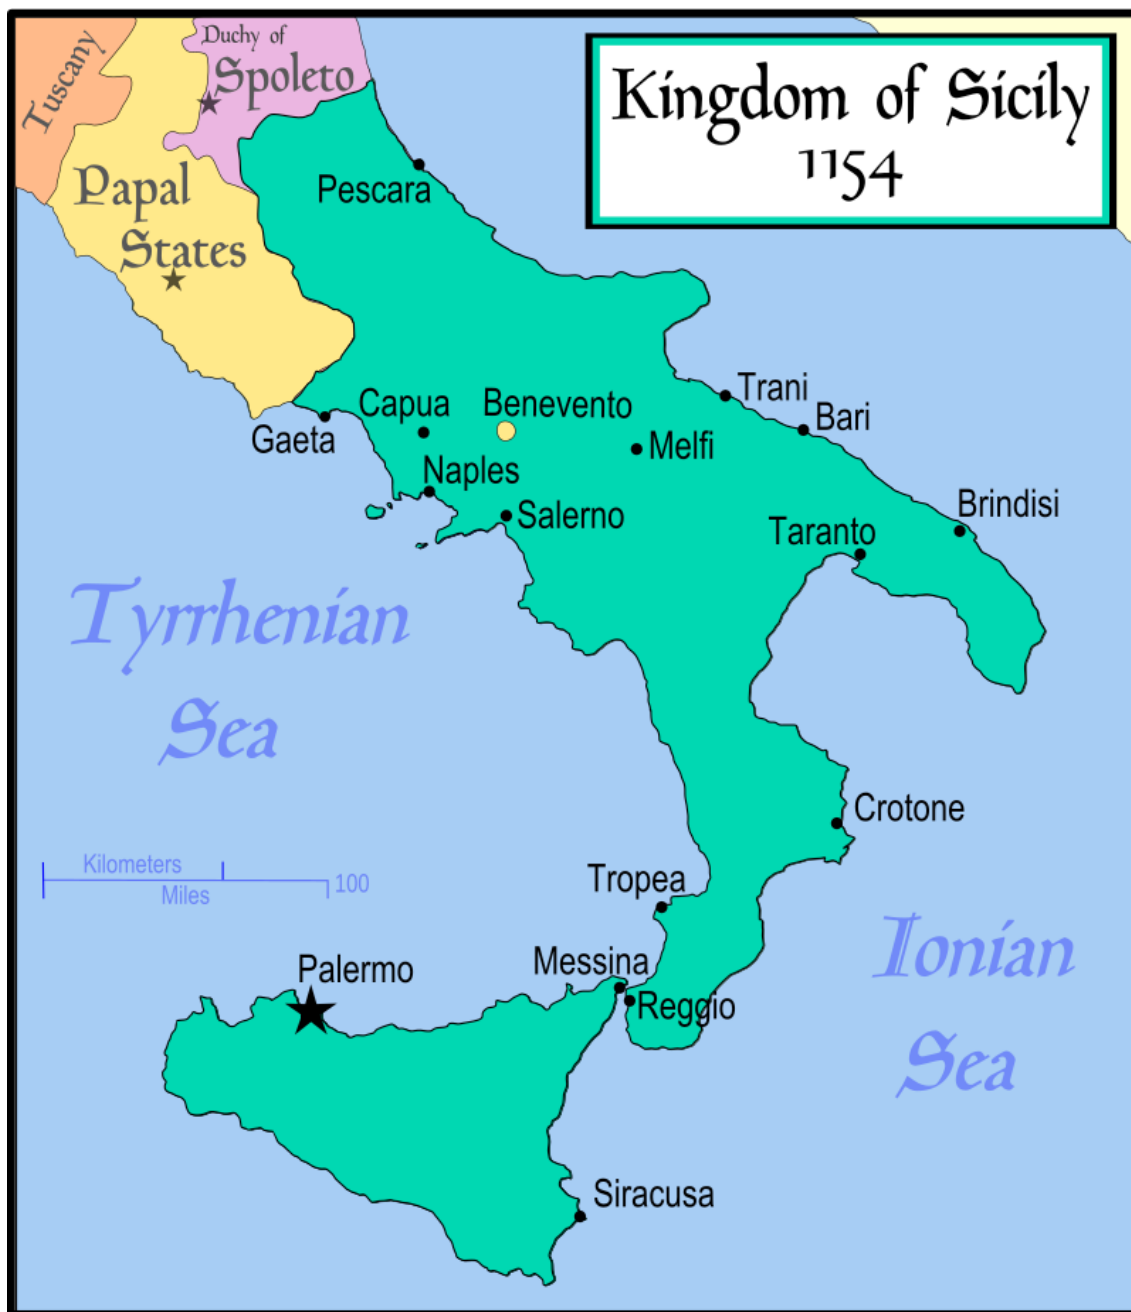 Duchy of
Spoleto
Tuscany
Kingdom of Sicily
1154
Papal
States
Pescara
Capua
Benevento
Trani
Bari
Gaeta
Melfi
Naples
Salerno
Brindisi
Taranto
Tyrrhenian
Sea
Crotone
Kilometers
Miles
100
Tropea
Ionian
Sea
Palermo
Messina
Reggio
Siracusa